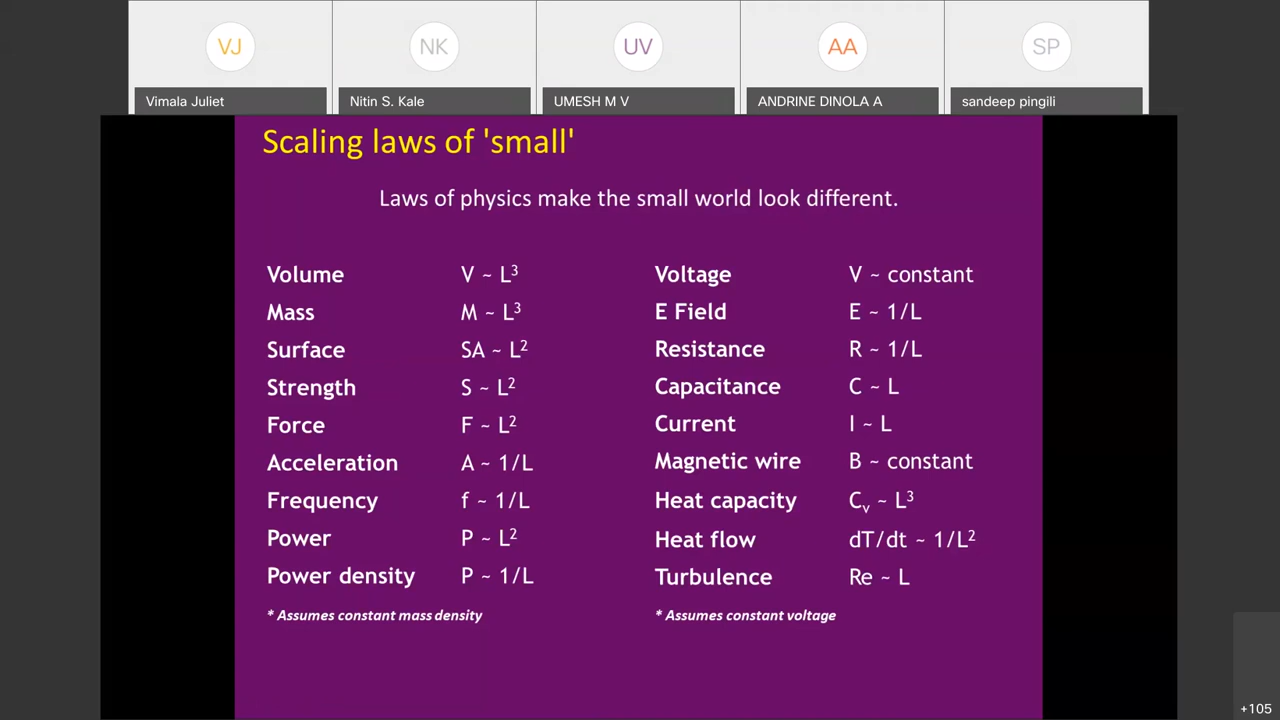 VJ
NK
UV
AA
SP
Vimala Juliet
Nitin S. Kale
UMESH M V
ANDRINE DINOLA A
sandeep pingili
Scaling laws of 'small'
Laws of physics make the small world look different.
Volume V ~ L³
Mass M ~ L³
Surface SA ~ L²
Strength S ~ L²
Force F ~ L²
Acceleration A ~ 1/L
Frequency f ~ 1/L
Power P ~ L²
Power density P ~ 1/L
* Assumes constant mass density
Voltage V ~ constant
E Field E ~ 1/L
Resistance R ~ 1/L
Capacitance C ~ L
Current I ~ L
Magnetic wire B ~ constant
Heat capacity Cᵥ ~ L³
Heat flow dT/dt ~ 1/L²
Turbulence Re ~ L
* Assumes constant voltage
+105